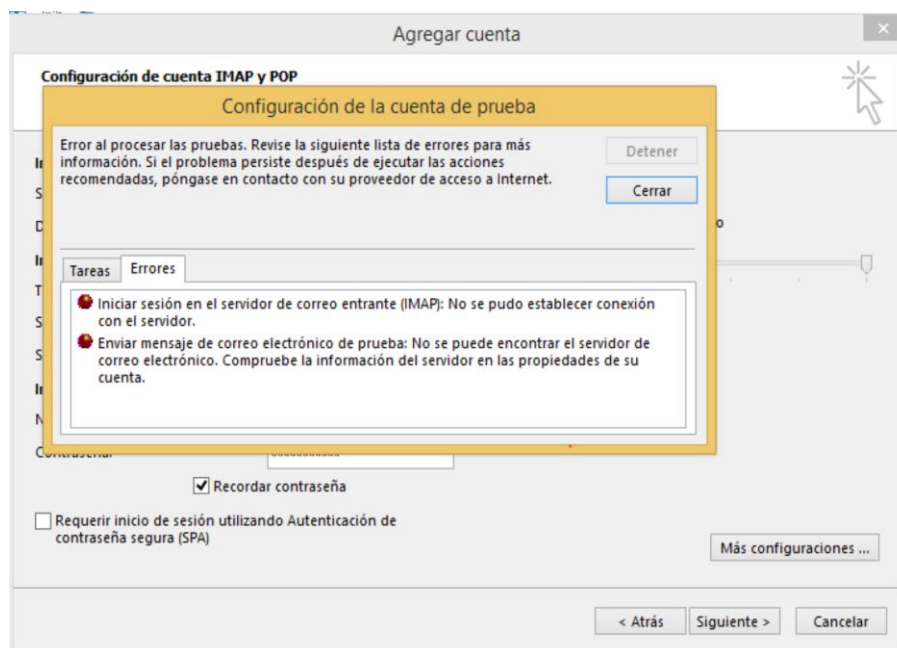 Agregar cuenta
Configuración de cuenta IMAP y POP
Configuración de la cuenta de prueba
Error al procesar las pruebas. Revise la siguiente lista de errores para más
información. Si el problema persiste después de ejecutar las acciones
recomendadas, póngase en contacto con su proveedor de acceso a Internet.
Detener
Cerrar
Tareas
Errores
Iniciar sesión en el servidor de correo entrante (IMAP): No se pudo establecer conexión
con el servidor.
Enviar mensaje de correo electrónico de prueba: No se puede encontrar el servidor de
correo electrónico. Compruebe la información del servidor en las propiedades de su
cuenta.
Recordar contraseña
Requerir inicio de sesión utilizando Autenticación de
contraseña segura (SPA)
Más configuraciones ...
< Atrás
Siguiente >
Cancelar